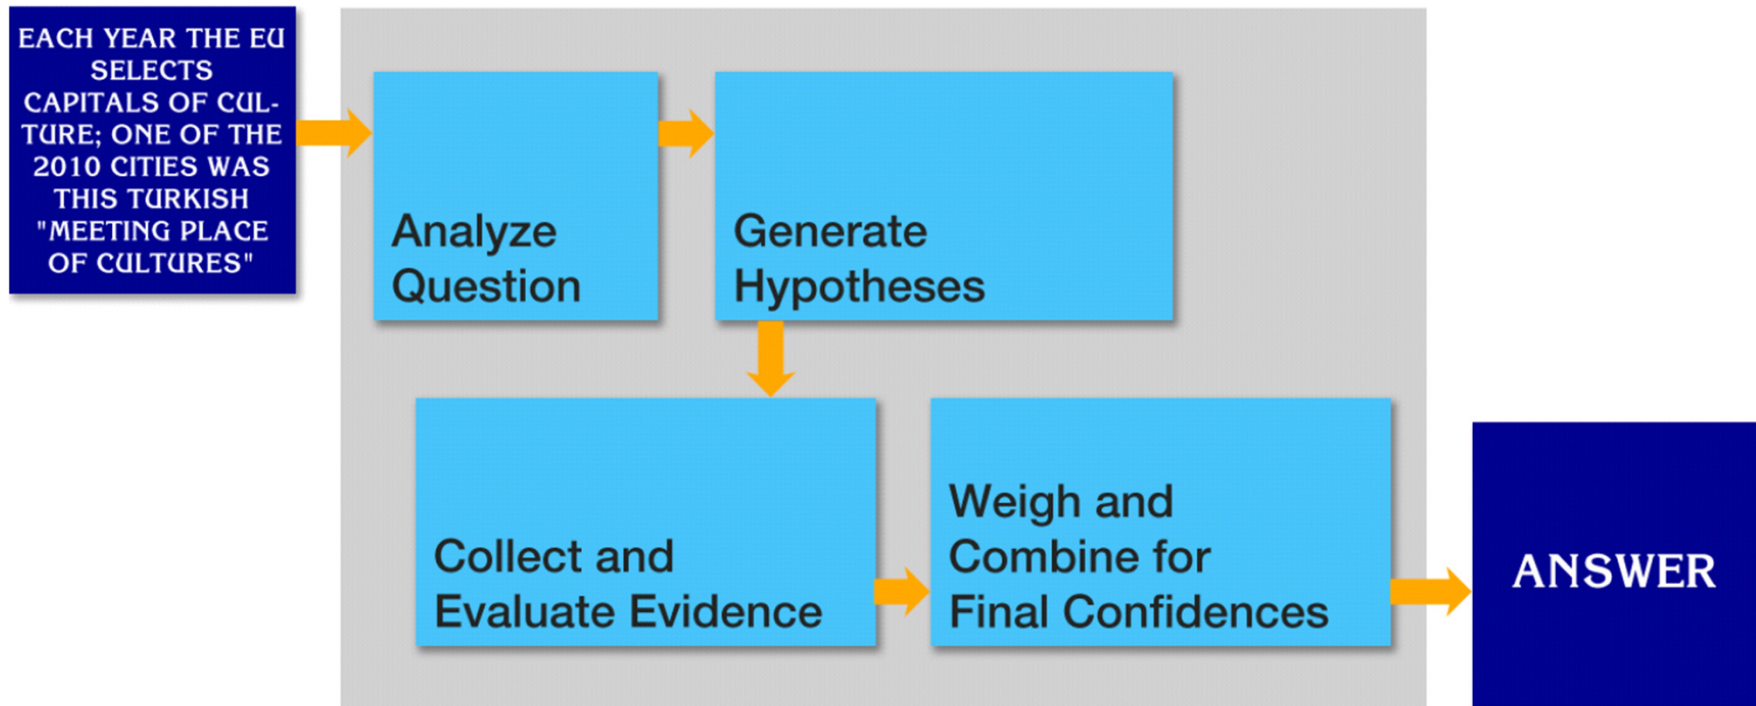 EACH YEAR THE EU
SELECTS
CAPITALS OF CUL-
TURE; ONE OF THE
2010 CITIES WAS
THIS TURKISH
"MEETING PLACE
OF CULTURES"
Analyze
Question
Generate
Hypotheses
Collect and
Evaluate Evidence
Weigh and
Combine for
Final Confidences
ANSWER